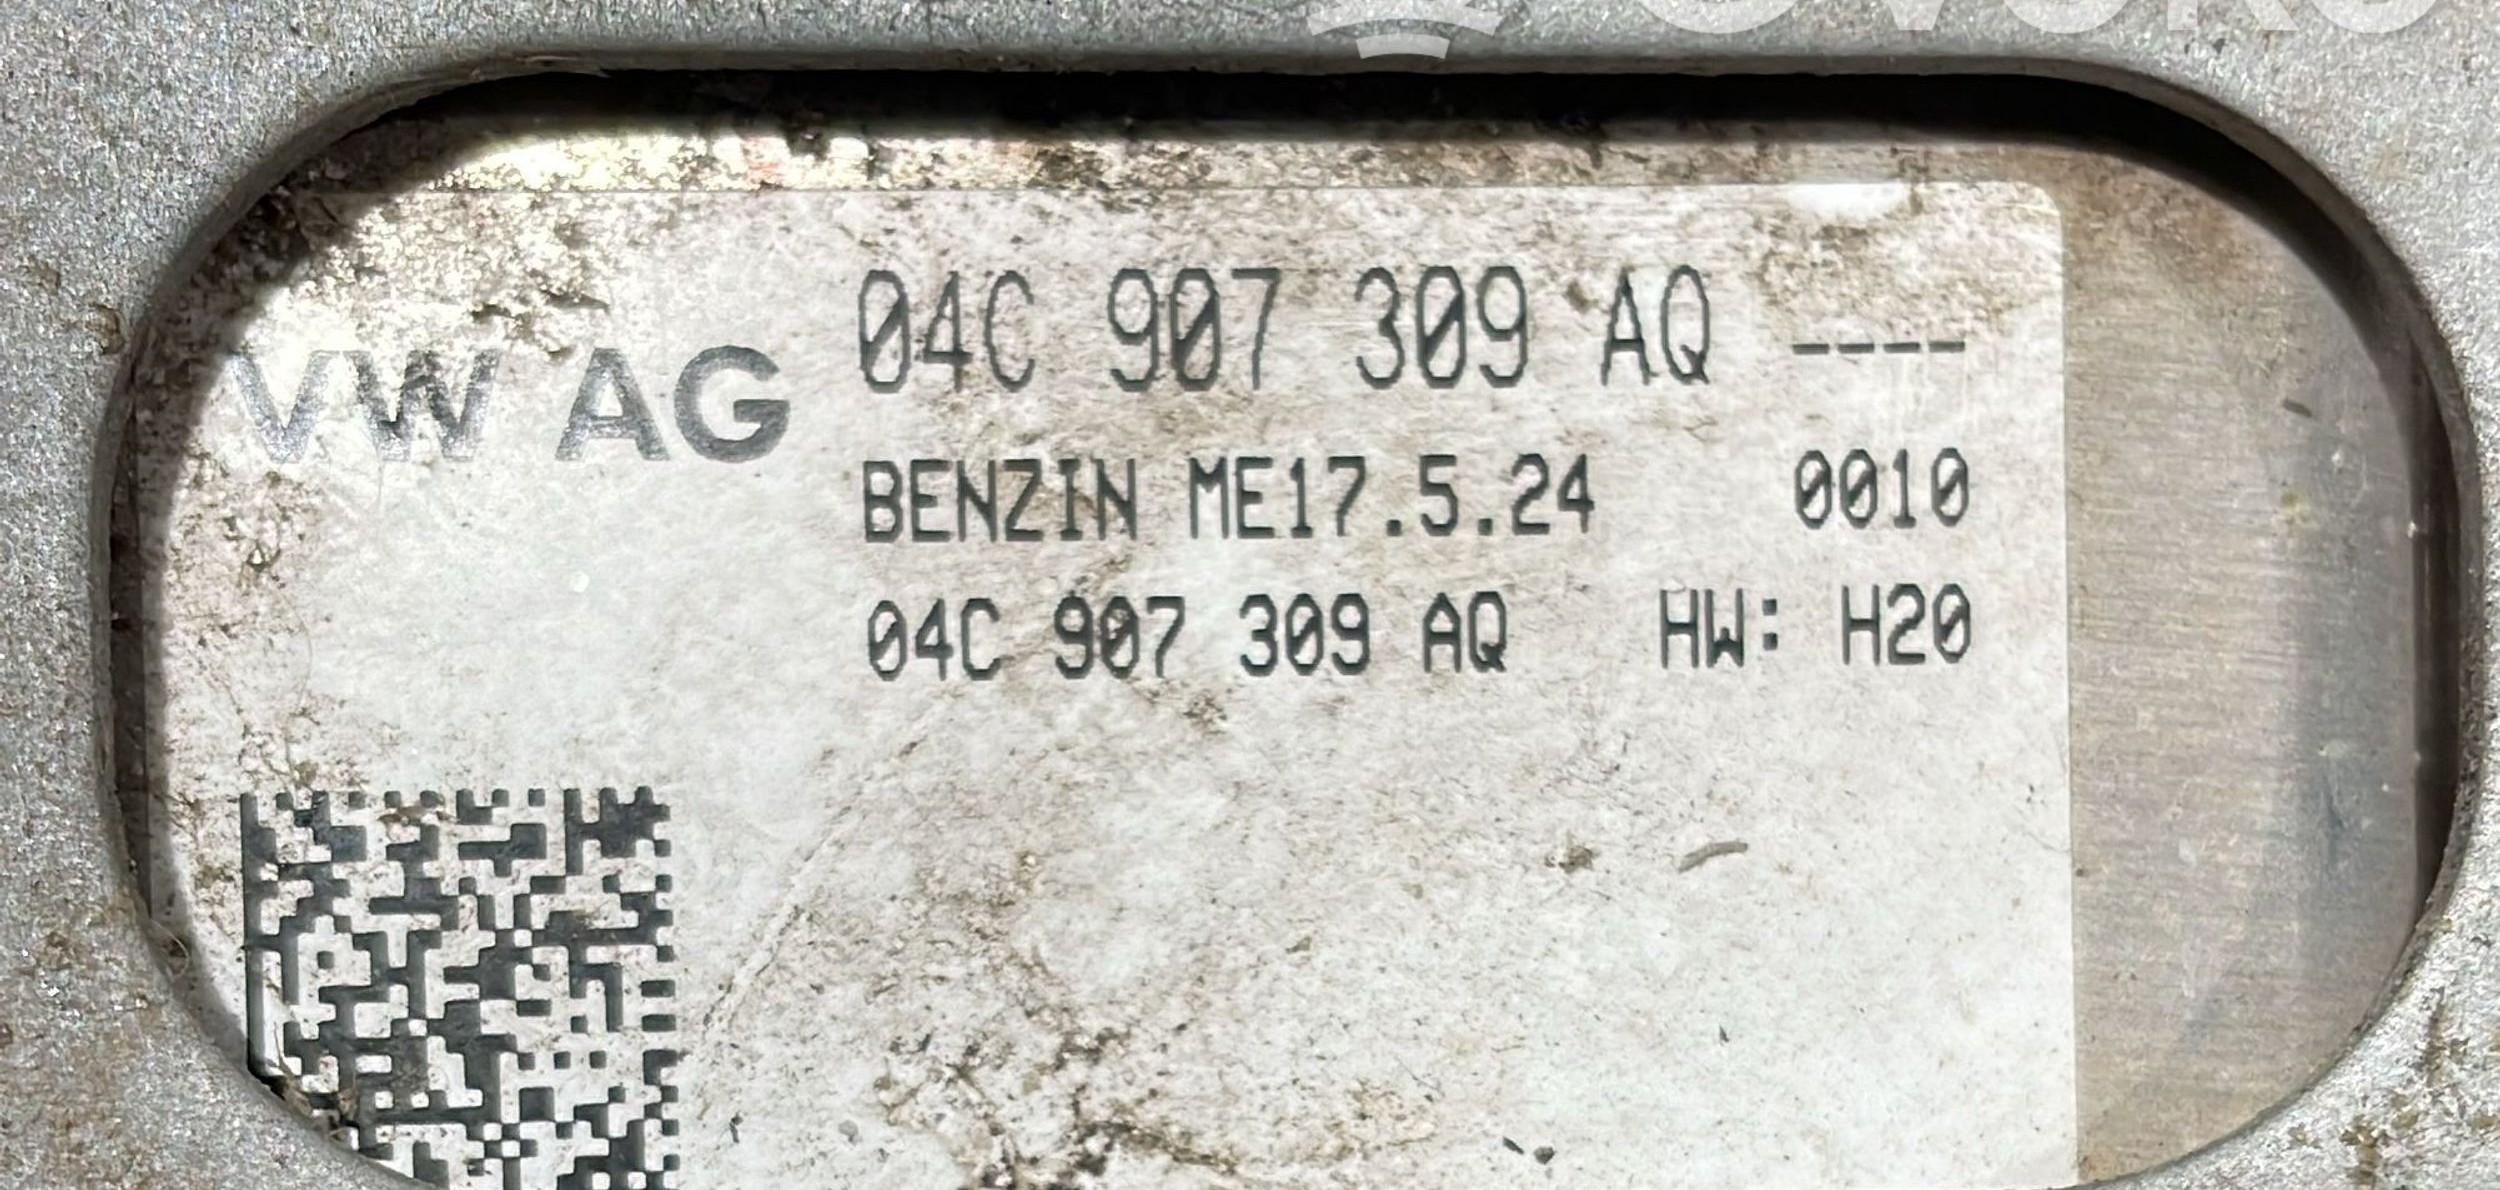 VW AG
04C 907 309 AQ ----
BENZIN ME17.5.24 0010
04C 907 309 AQ HW: H20